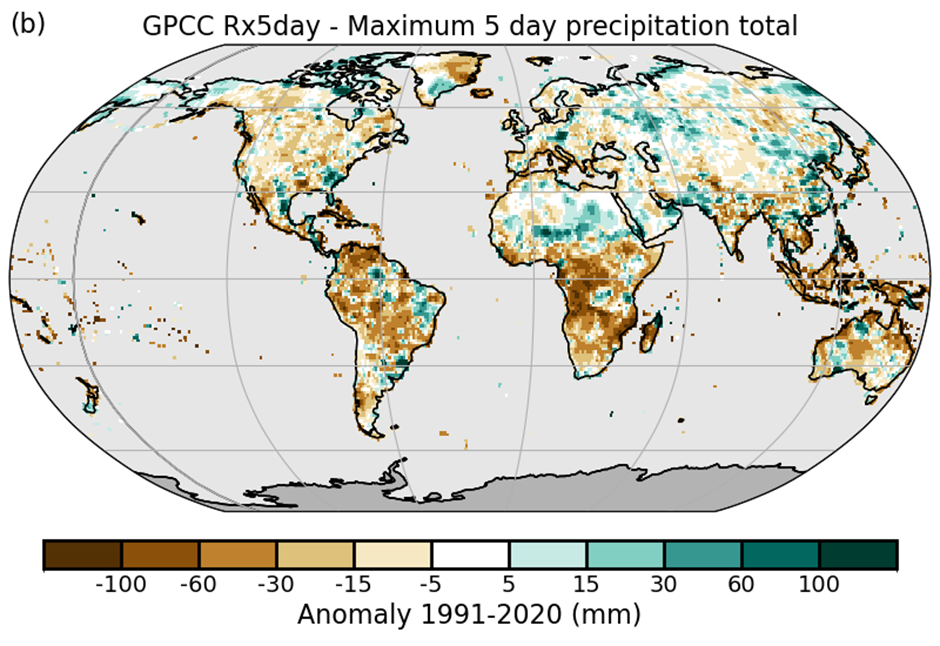 (b)
GPCC Rx5day - Maximum 5 day precipitation total
-100 -60 -30 -15 -5 5 15 30 60 100
Anomaly 1991-2020 (mm)